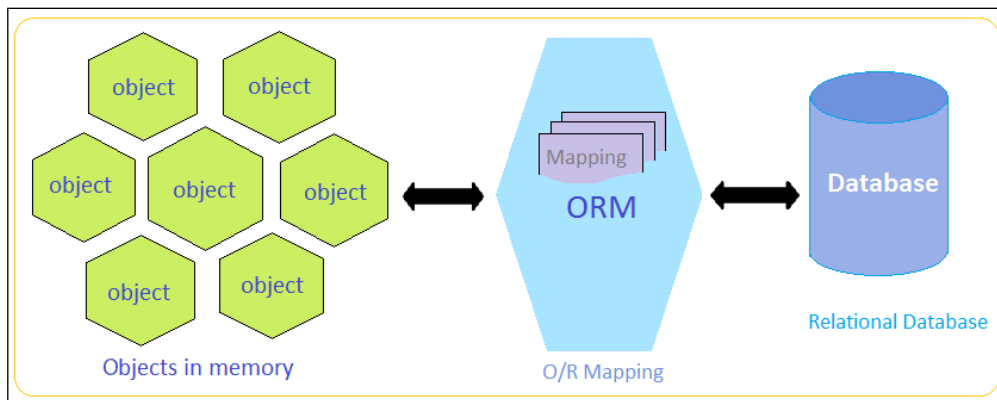 object
object
object
object
object
object
object
Objects in memory
Mapping
ORM
O/R Mapping
Database
Relational Database